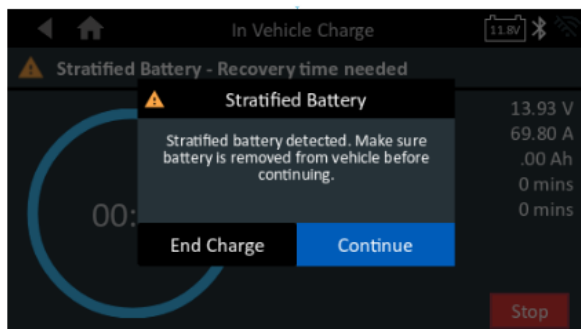 In Vehicle Charge
11.8V
Stratified Battery - Recovery time needed
Stratified Battery
Stratified battery detected. Make sure
battery is removed from vehicle before
continuing.
End Charge
Continue
00:
13.93 V
69.80 A
.00 Ah
0 mins
0 mins
Stop